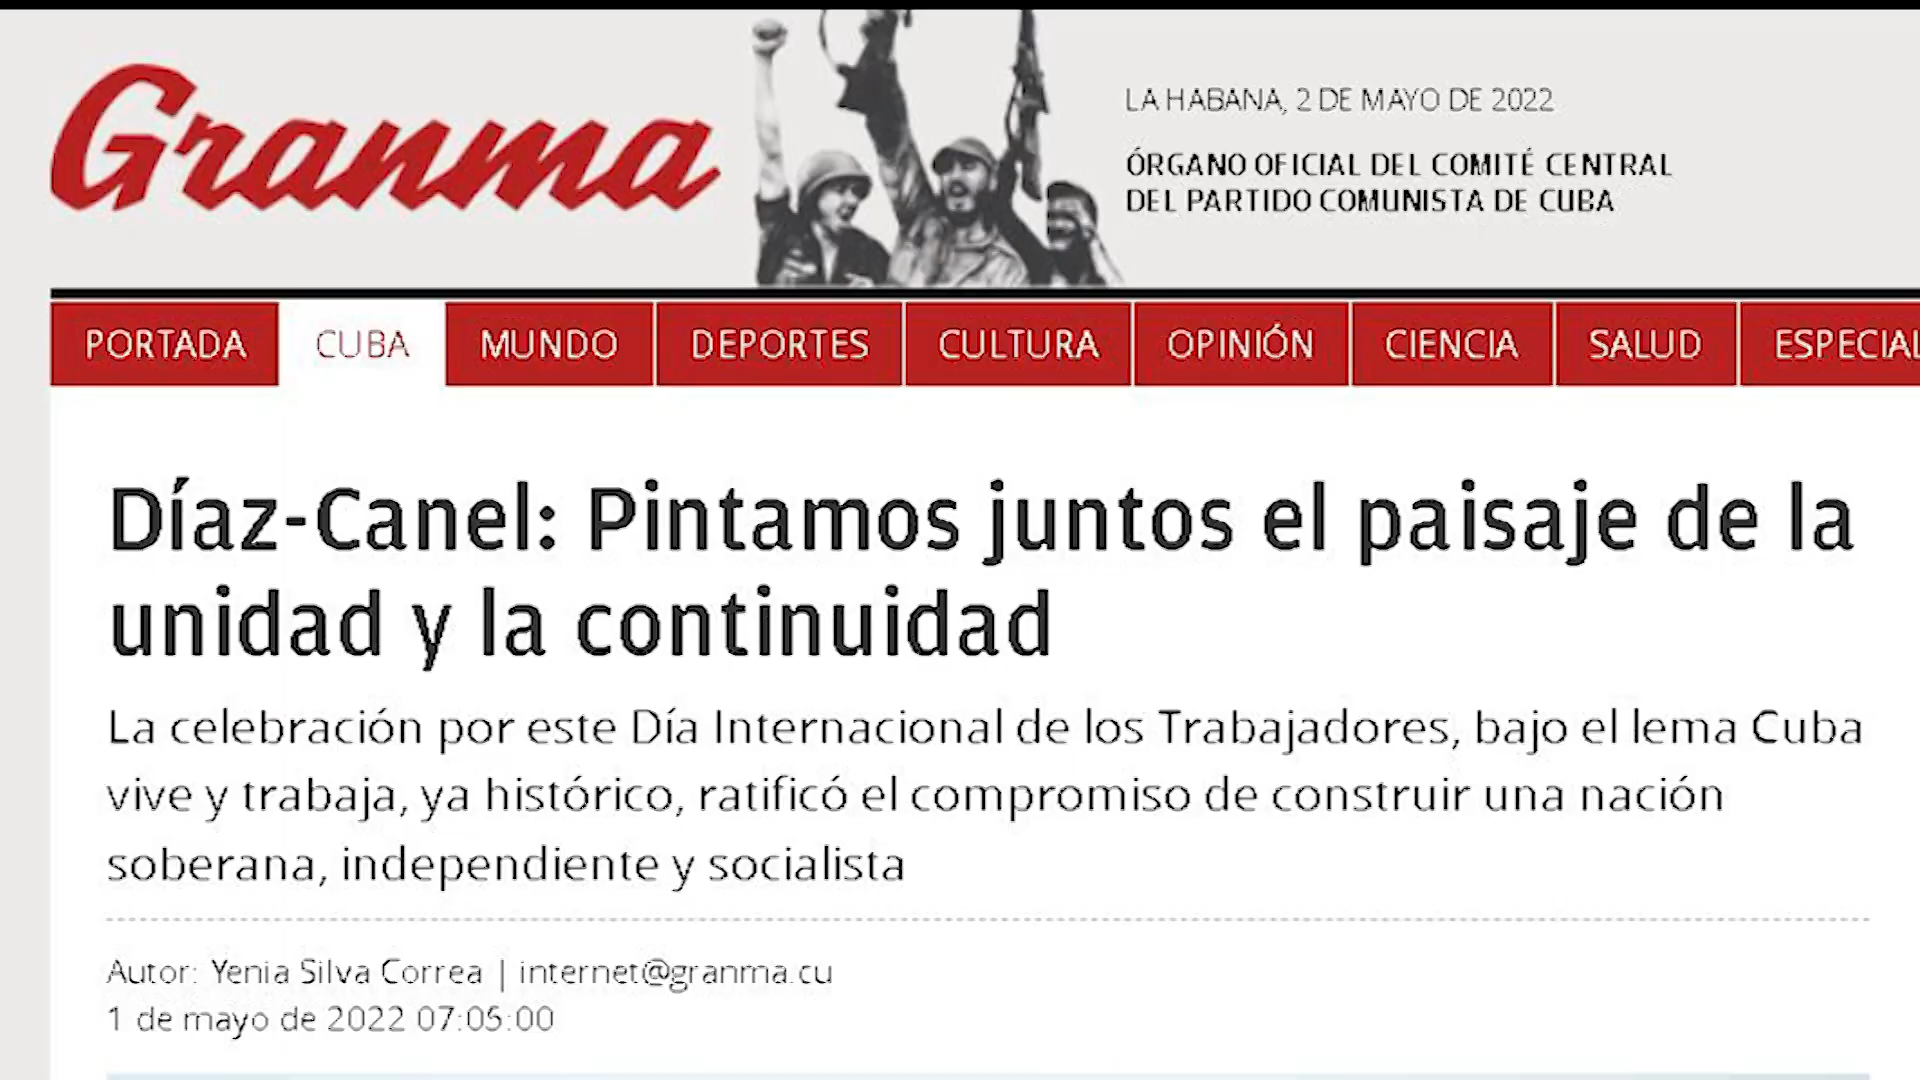 Granma
LA HABANA, 2 DE MAYO DE 2022
ÓRGANO OFICIAL DEL COMITÉ CENTRAL
DEL PARTIDO COMUNISTA DE CUBA
PORTADA CUBA MUNDO DEPORTES CULTURA OPINIÓN CIENCIA SALUD ESPECIAL
Díaz-Canel: Pintamos juntos el paisaje de la
unidad y la continuidad
La celebración por este Día Internacional de los Trabajadores, bajo el lema Cuba
vive y trabaja, ya histórico, ratificó el compromiso de construir una nación
soberana, independiente y socialista
Autor: Yenia Silva Correa | internet@granma.cu
1 de mayo de 2022 07:05:00